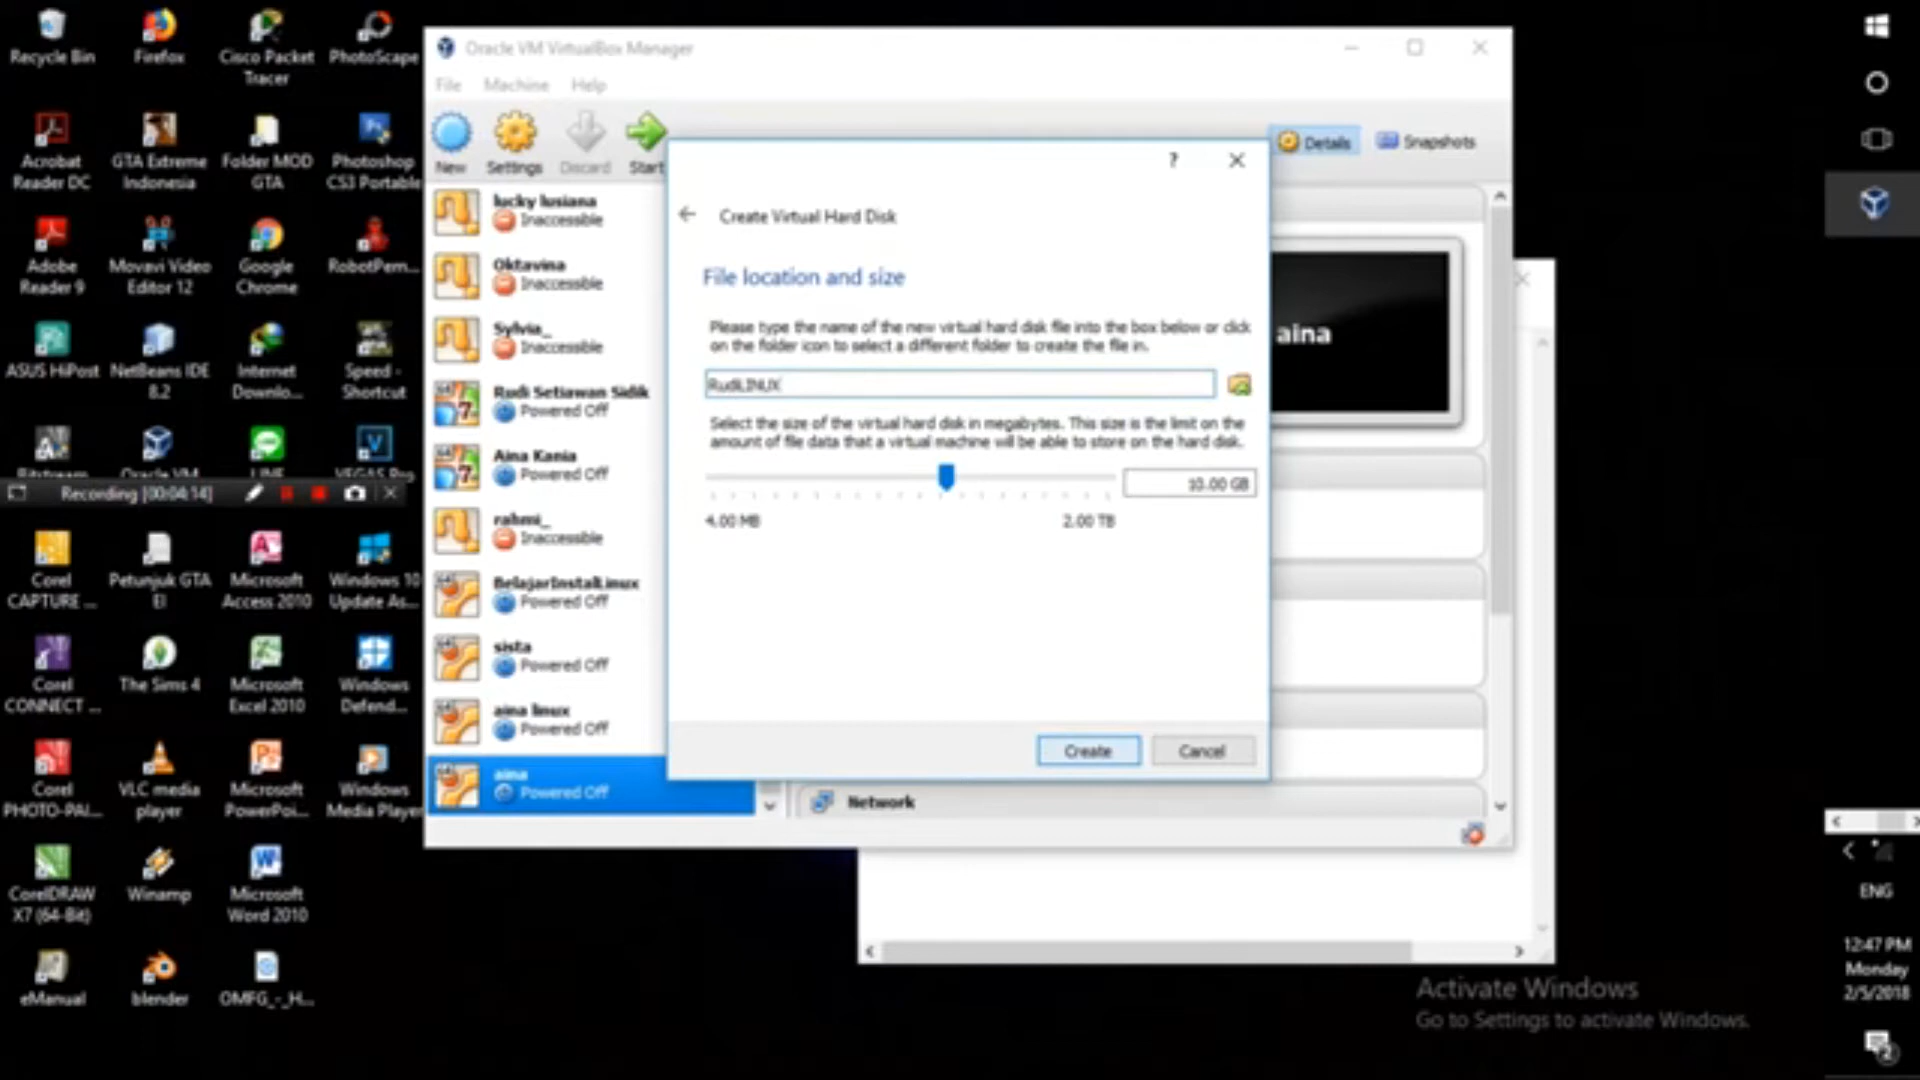 Recycle Bin
Firefox
Cisco Packet
Tracer
PhotoScape
Acrobat
Reader DC
GTA Extreme
Indonesia
Folder MOD
GTA
Photoshop
CS3 Portable
Adobe
Reader 9
Movavi Video
Editor 12
Google
Chrome
RobotPem...
ASUS HiPost
NetBeans IDE
8.2
Internet
Downlo...
Speed -
Shortcut
Bitstream
Oracle VM
LINE
VEGAS Pro
Recording [00:04:14]
Corel
CAPTURE ...
Petunjuk GTA
EI
Microsoft
Access 2010
Windows 10
Update As...
Corel
CONNECT ...
The Sims 4
Microsoft
Excel 2010
Windows
Defend...
Corel
PHOTO-PAI...
VLC media
player
Microsoft
PowerPoi...
Windows
Media Player
CorelDRAW
X7 (64-Bit)
Winamp
Microsoft
Word 2010
eManual
blender
OMFG_-_H...
Oracle VM VirtualBox Manager
File Machine Help
New Settings Discard Start
Details Snapshots
lucky lusiana
Inaccessible
Oktavina
Inaccessible
Sylvia_
Inaccessible
Rudi Setiawan Sidik
Powered Off
Aina Kania
Powered Off
rahmi_
Inaccessible
BelajarInstalLinux
Powered Off
sista
Powered Off
aina linux
Powered Off
aina
Powered Off
?
Create Virtual Hard Disk
File location and size
Please type the name of the new virtual hard disk file into the box below or click
on the folder icon to select a different folder to create the file in.
RudiLINUX
Select the size of the virtual hard disk in megabytes. This size is the limit on the
amount of file data that a virtual machine will be able to store on the hard disk.
10.00 GB
4.00 MB
2.00 TB
Create
Cancel
aina
Network
Activate Windows
Go to Settings to activate Windows.
ENG
12:47 PM
Monday
2/5/2018
2